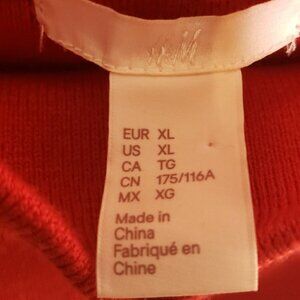 H&M
EUR XL
US XL
CA TG
CN 175/116A
MX XG
Made in
China
Fabriqué en
Chine